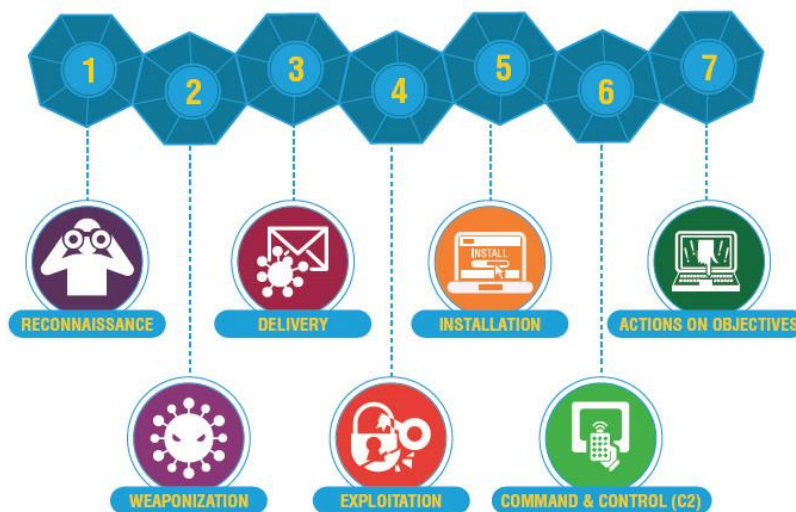 1
2
3
4
5
6
7
INSTALL
RECONNAISSANCE
DELIVERY
INSTALLATION
ACTIONS ON OBJECTIVES
WEAPONIZATION
EXPLOITATION
COMMAND & CONTROL (C2)